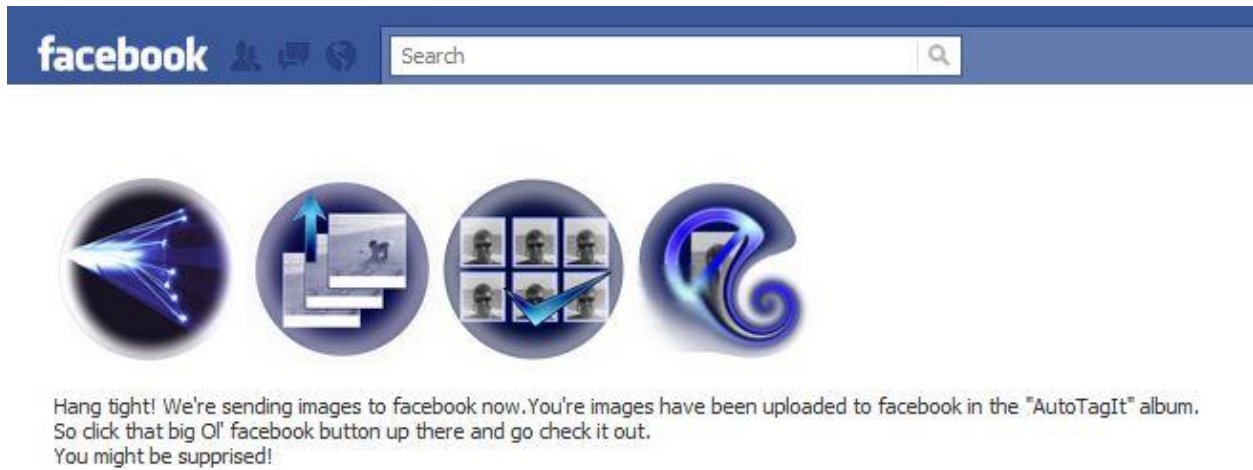 facebook
Search
Hang tight! We're sending images to facebook now.You're images have been uploaded to facebook in the "AutoTagIt" album.
So click that big Ol' facebook button up there and go check it out.
You might be supprised!